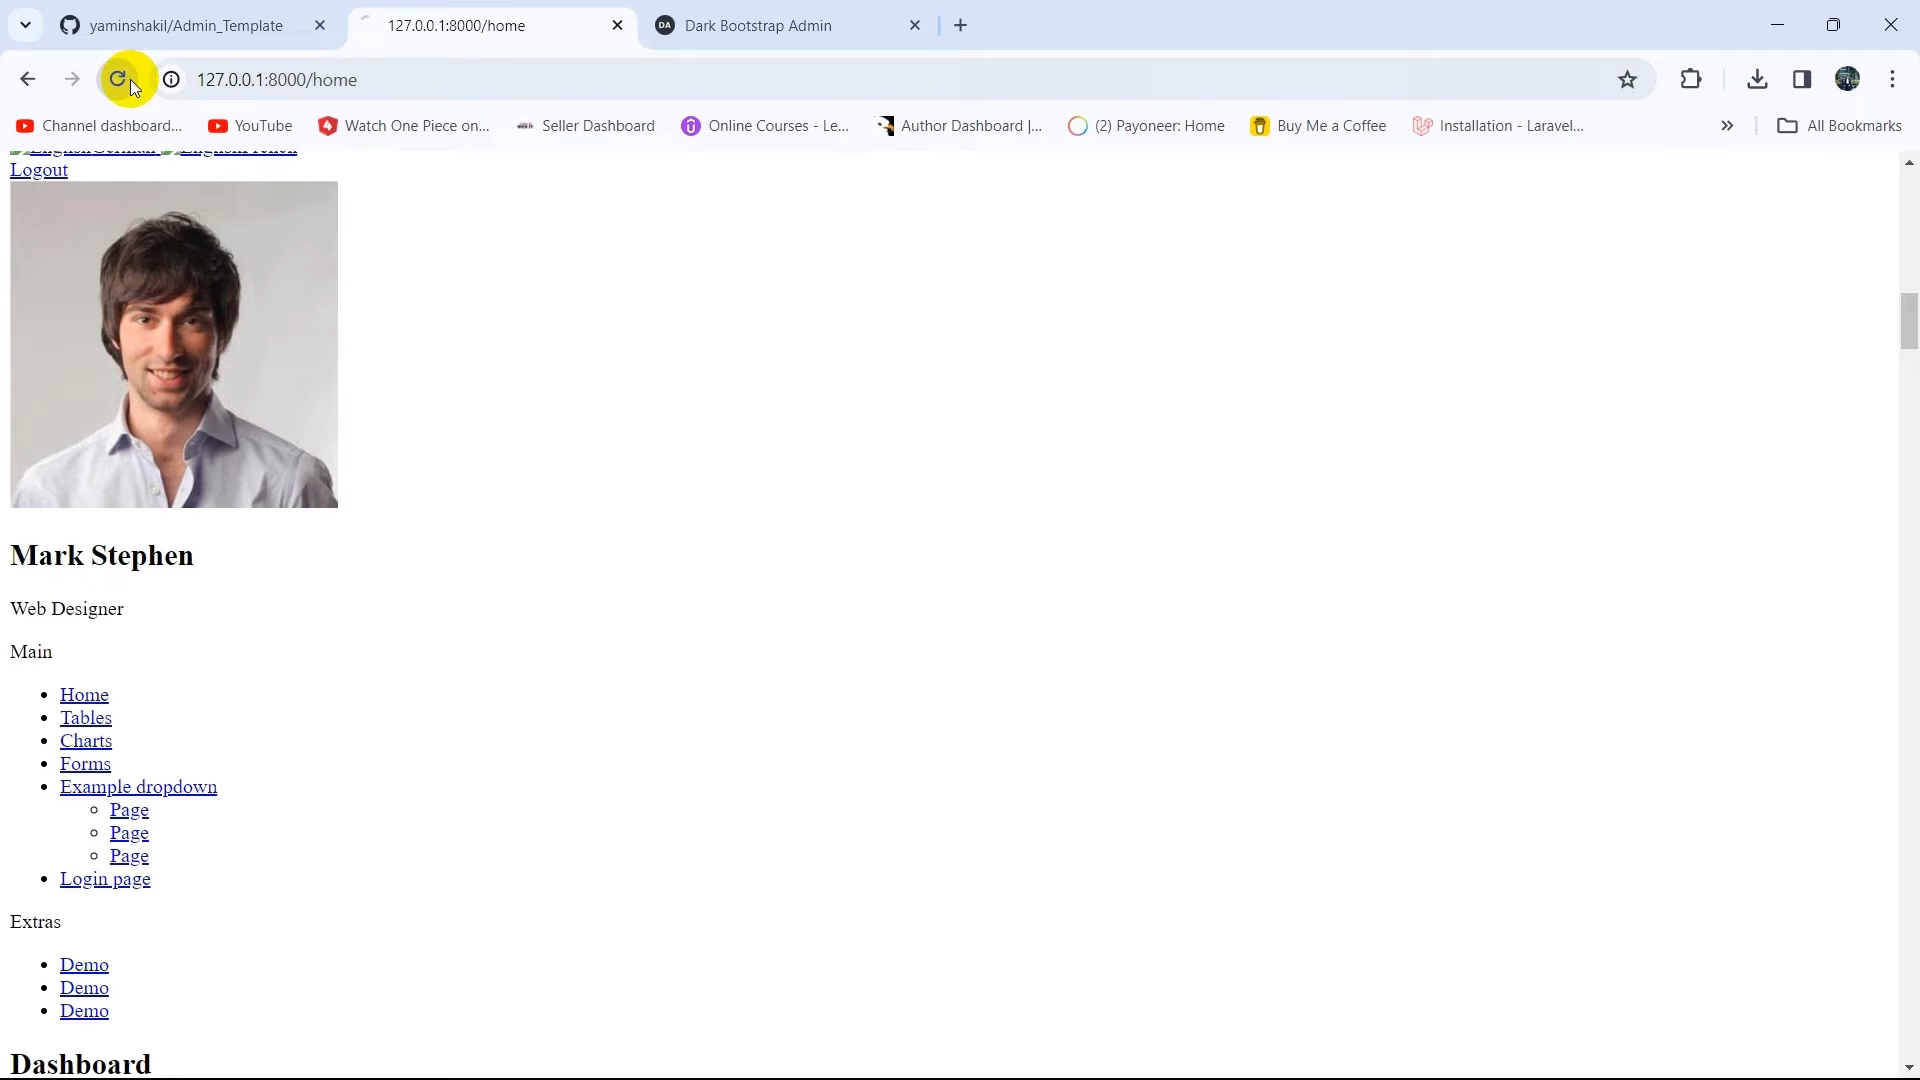 yaminshakil/Admin_Template
127.0.0.1:8000/home
DA
Dark Bootstrap Admin
127.0.0.1:8000/home
Channel dashboard...
YouTube
Watch One Piece on...
Seller Dashboard
Online Courses - Le...
Author Dashboard |...
(2) Payoneer: Home
Buy Me a Coffee
Installation - Laravel...
All Bookmarks
EnglishGerman EnglishFrench
Logout
Mark Stephen
Web Designer
Main
Home
Tables
Charts
Forms
Example dropdown
Page
Page
Page
Login page
Extras
Demo
Demo
Demo
Dashboard